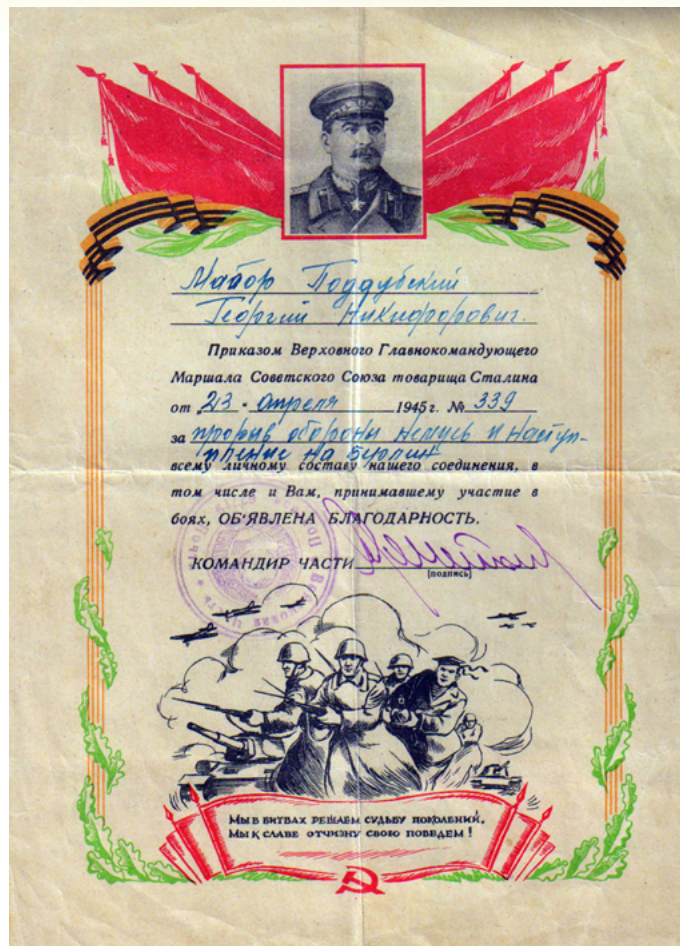 Майор Поддубский
Георгий Никифорович.
Приказом Верховного Главнокомандующего
Маршала Советского Союза товарища Сталина
от „23 - апреля 1945 г. № 339
за прорыв обороны немцев и наступ-
ление на Берлин
всему личному составу нашего соединения, в
том числе и Вам, принимавшему участие в
боях, ОБ'ЯВЛЕНА БЛАГОДАРНОСТЬ.
КОМАНДИР ЧАСТИ
[подпись]
Мы в битвах решаем судьбу поколений,
Мы к славе отчизну свою поведем!